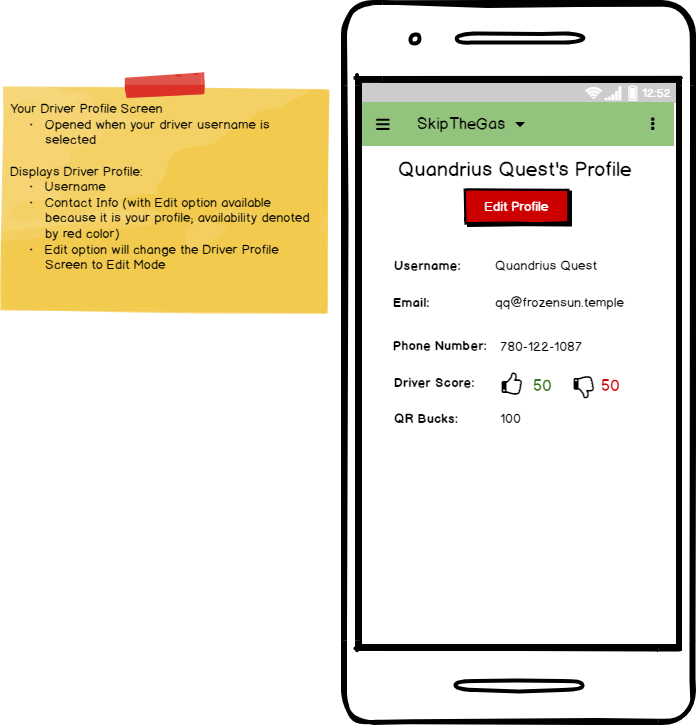 Your Driver Profile Screen
• Opened when your driver username is
selected
Displays Driver Profile:
• Username
• Contact Info (with Edit option available
because it is your profile; availability denoted
by red color)
• Edit option will change the Driver Profile
Screen to Edit Mode
12:52
SkipTheGas
Quandrius Quest's Profile
Edit Profile
Username: Quandrius Quest
Email: qq@frozensun.temple
Phone Number: 780-122-1087
Driver Score: 50 50
QR Bucks: 100